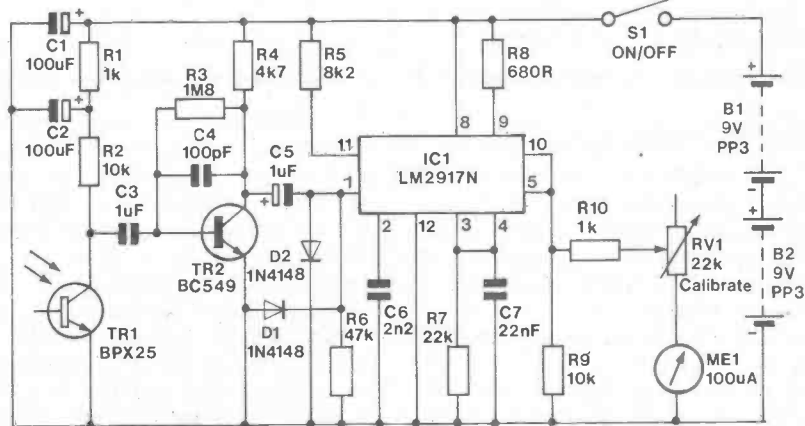 C1
100uF
+
R1
1k
C2
100uF
+
R2
10k
C3
1uF
TR1
BPX25
R3
1M8
C4
100pF
R4
4k7
C5
1uF
+
TR2
BC549
D2
1N4148
D1
1N4148
R5
8k2
R6
47k
11
1
8
9
10
5
IC1
LM2917N
2
12
3
4
C6
2n2
R7
22k
C7
22nF
R8
680R
R9
10k
R10
1k
S1
ON/OFF
RV1
22k
Calibrate
ME1
100uA
+
B1
9V
PP3
-
+
B2
9V
PP3
-